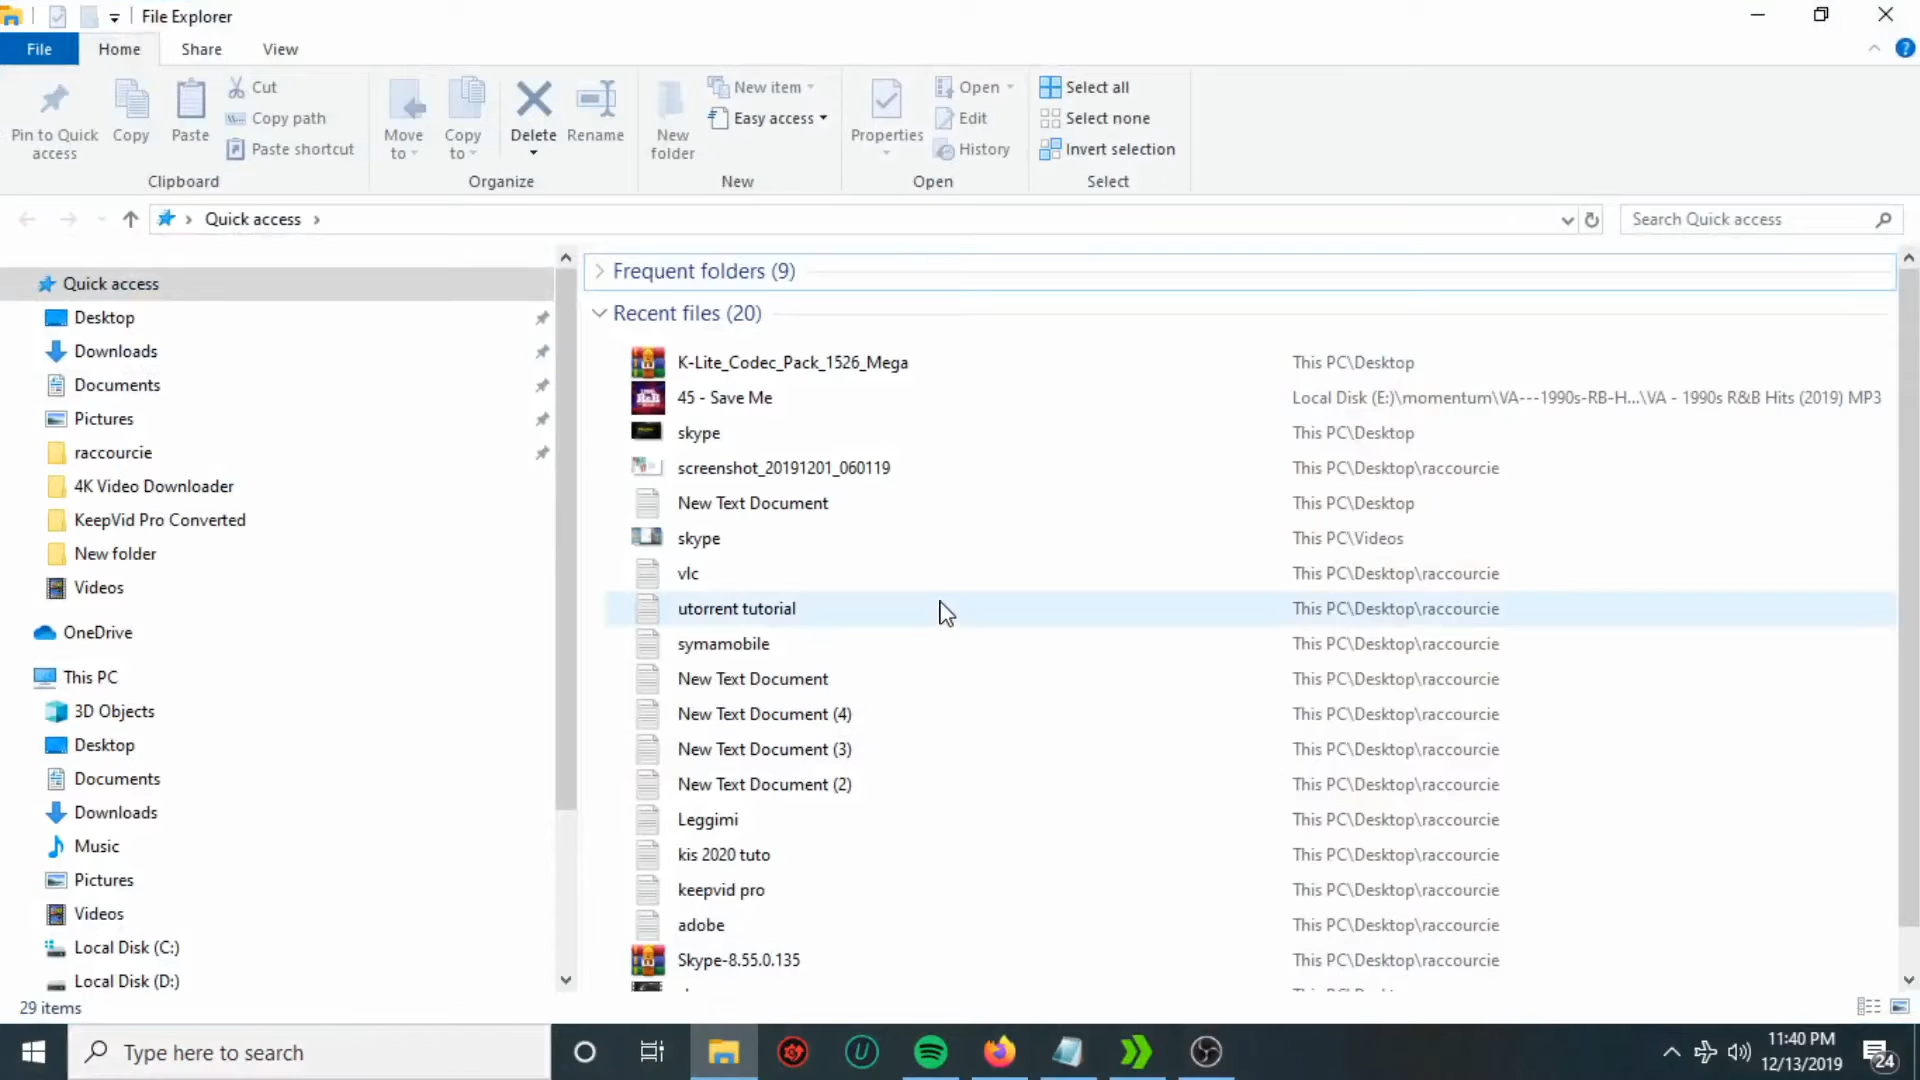 File Explorer
File Home Share View
Pin to Quick access
Copy
Paste
Cut
Copy path
Paste shortcut
Clipboard
Move to
Copy to
Delete
Rename
Organize
New folder
New item
Easy access
New
Properties
Open
Edit
History
Open
Select all
Select none
Invert selection
Select
Quick access
Search Quick access
Quick access
Desktop
Downloads
Documents
Pictures
raccourcie
4K Video Downloader
KeepVid Pro Converted
New folder
Videos
OneDrive
This PC
3D Objects
Desktop
Documents
Downloads
Music
Pictures
Videos
Local Disk (C:)
Local Disk (D:)
Frequent folders (9)
Recent files (20)
K-Lite_Codec_Pack_1526_Mega This PC\Desktop
45 - Save Me Local Disk (E:)\momentum\VA---1990s-RB-H...\VA - 1990s R&B Hits (2019) MP3
skype This PC\Desktop
screenshot_20191201_060119 This PC\Desktop\raccourcie
New Text Document This PC\Desktop
skype This PC\Videos
vlc This PC\Desktop\raccourcie
utorrent tutorial This PC\Desktop\raccourcie
symamobile This PC\Desktop\raccourcie
New Text Document This PC\Desktop\raccourcie
New Text Document (4) This PC\Desktop\raccourcie
New Text Document (3) This PC\Desktop\raccourcie
New Text Document (2) This PC\Desktop\raccourcie
Leggimi This PC\Desktop\raccourcie
kis 2020 tuto This PC\Desktop\raccourcie
keepvid pro This PC\Desktop\raccourcie
adobe This PC\Desktop\raccourcie
Skype-8.55.0.135 This PC\Desktop\raccourcie
29 items
Type here to search
11:40 PM
12/13/2019
24